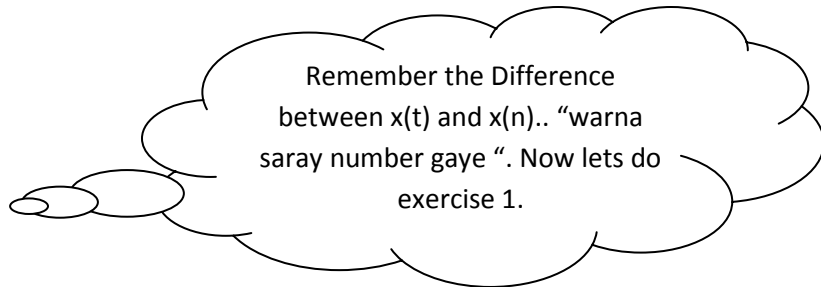 Remember the Difference
between x(t) and x(n).. “warna
saray number gaye “. Now lets do
exercise 1.